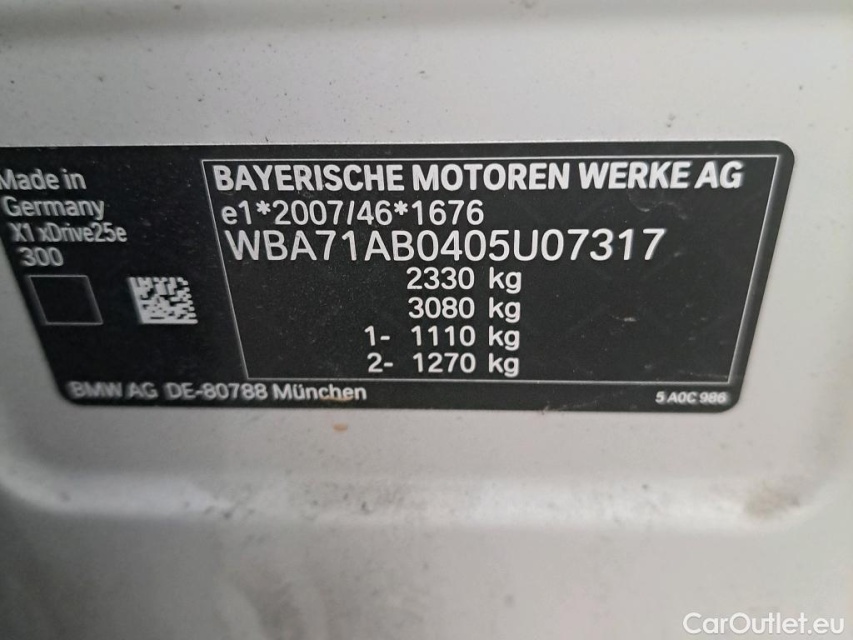 Made in
Germany
X1 xDrive25e
300
BAYERISCHE MOTOREN WERKE AG
e1*2007/46*1676
WBA71AB0405U07317
2330 kg
3080 kg
1- 1110 kg
2- 1270 kg
BMW AG DE-80788 München
5 A0C 986
CarOutlet.eu